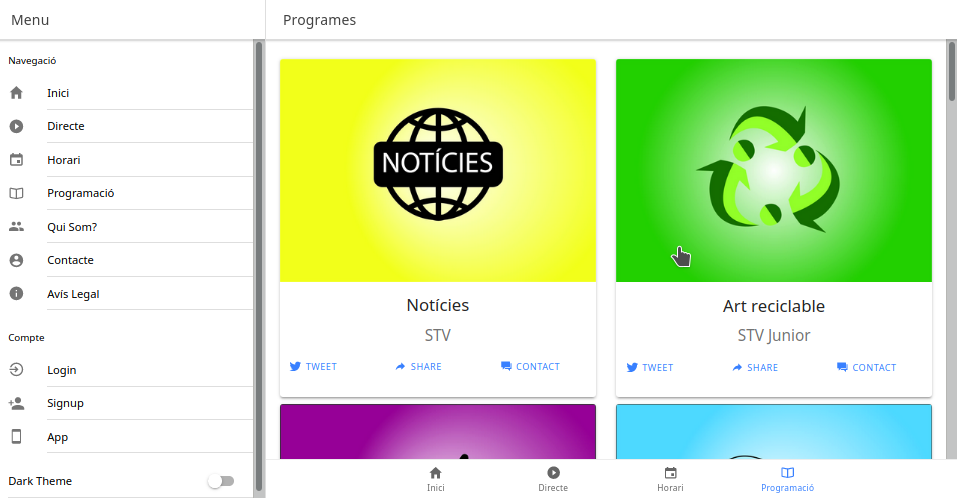 Menu
Programes
Navegació
Inici
Directe
Horari
Programació
Qui Som?
Contacte
Avís Legal
Compte
Login
Signup
App
Dark Theme
NOTÍCIES
Notícies
STV
TWEET SHARE CONTACT
Art reciclable
STV Junior
TWEET SHARE CONTACT
Inici Directe Horari Programació